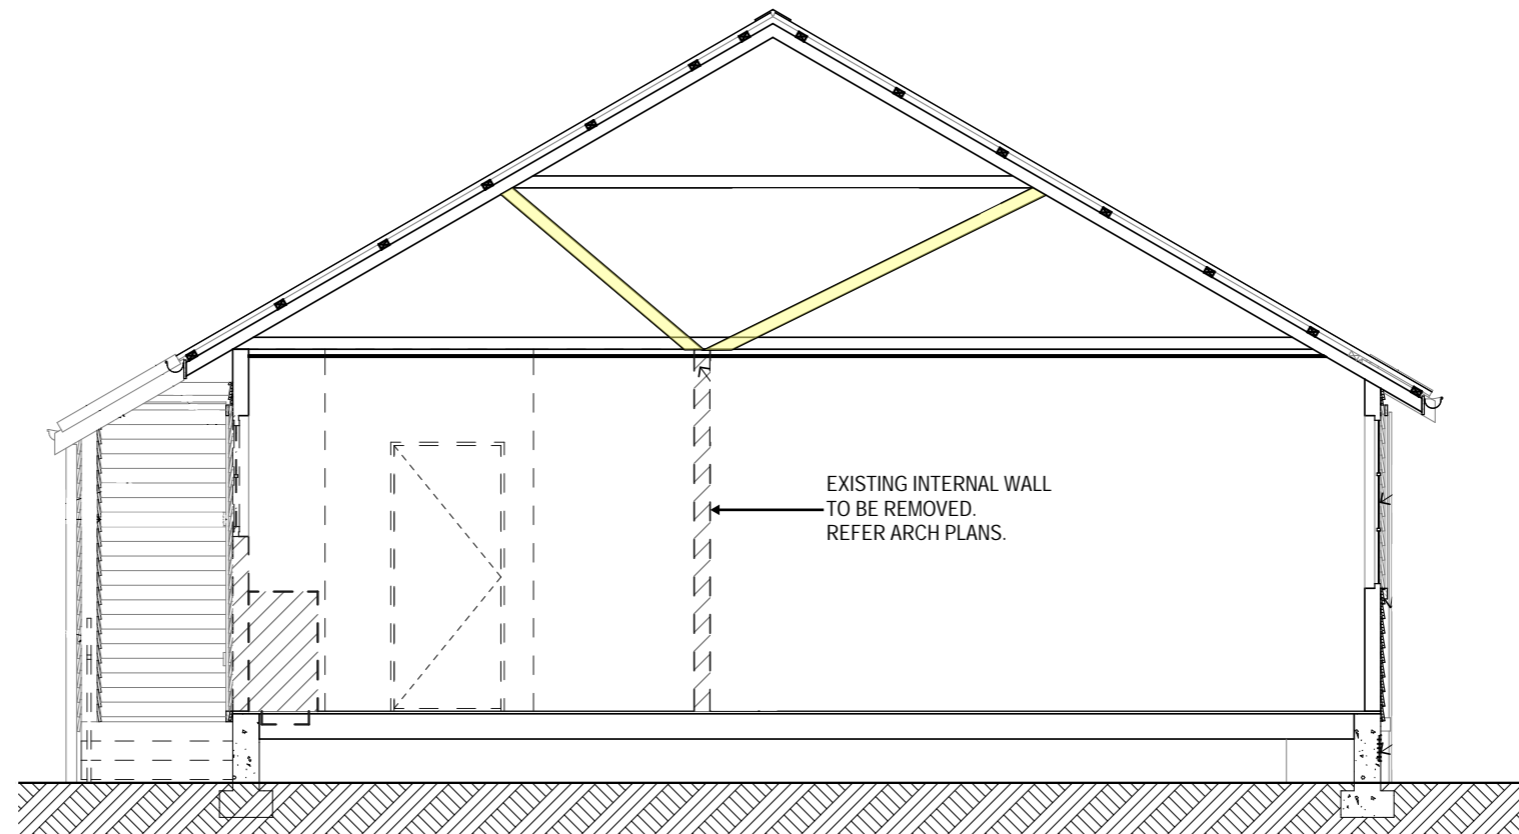 EXISTING INTERNAL WALL
TO BE REMOVED.
REFER ARCH PLANS.